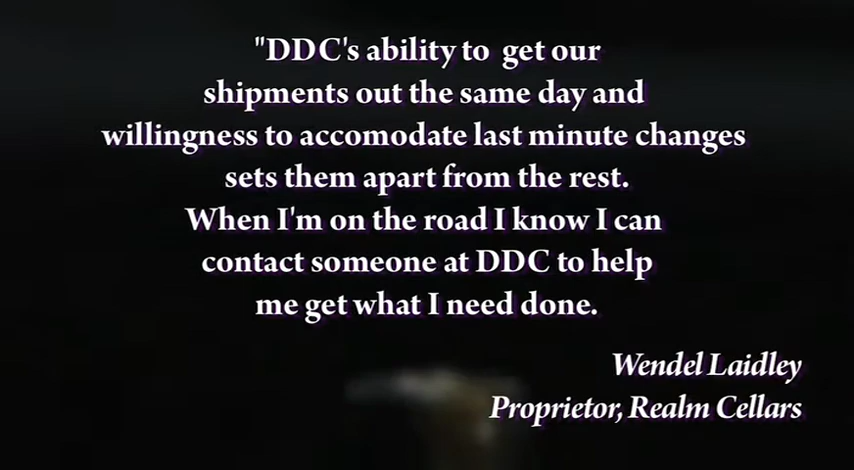 "DDC's ability to get our
shipments out the same day and
willingness to accomodate last minute changes
sets them apart from the rest.
When I'm on the road I know I can
contact someone at DDC to help
me get what I need done.
Wendel Laidley
Proprietor, Realm Cellars